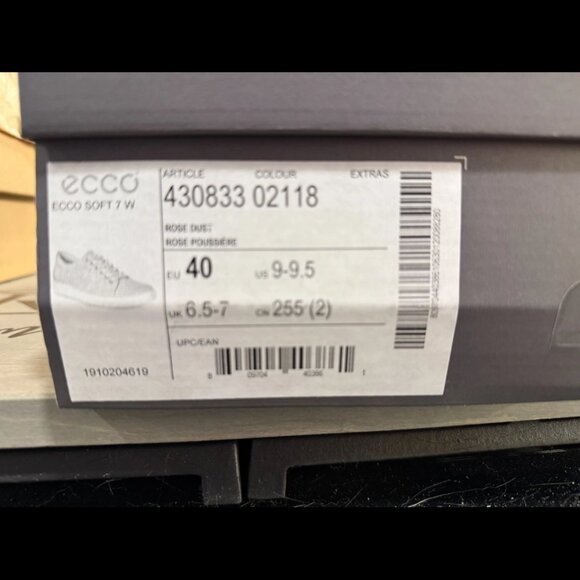 ecco
ECCO SOFT 7 W
ARTICLE COLOUR EXTRAS
430833 02118
ROSE DUST
ROSE POUSSIÈRE
EU 40 US 9-9.5
UK 6.5-7 CN 255 (2)
UPC/EAN
1910204619